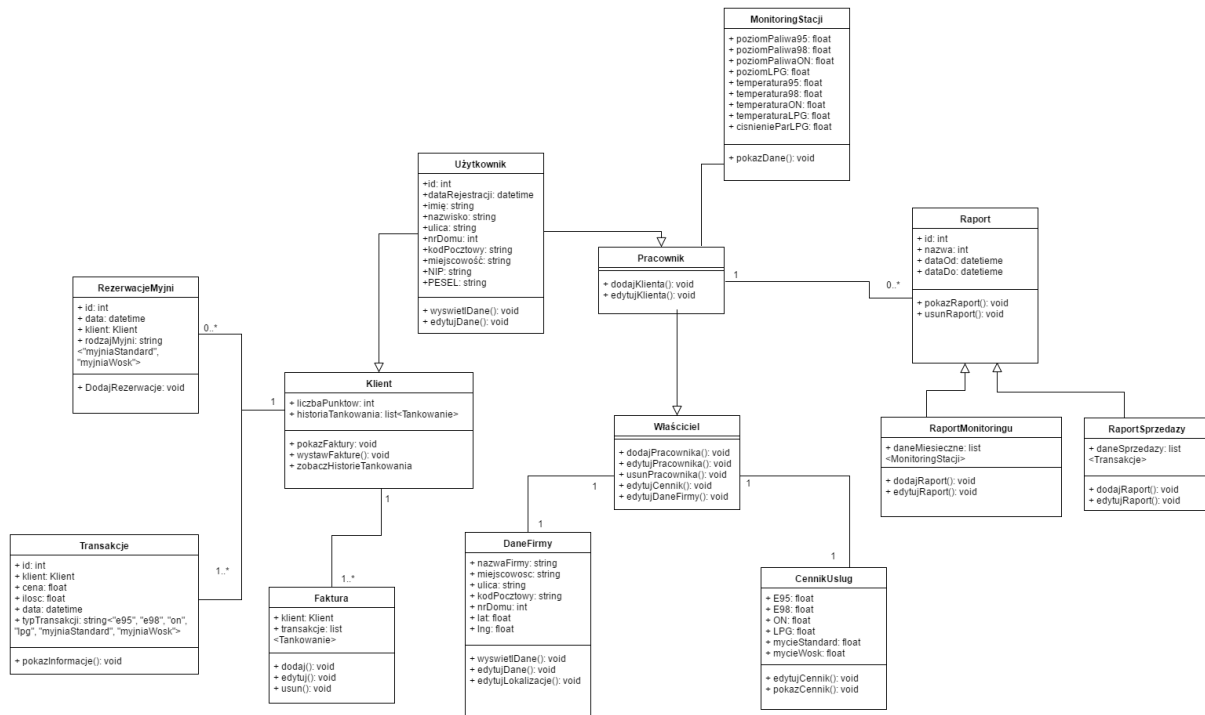 MonitoringStacji
+ poziomPaliwa95: float
+ poziomPaliwa98: float
+ poziomPaliwaON: float
+ poziomLPG: float
+ temperatura95: float
+ temperatura98: float
+ temperaturaON: float
+ temperaturaLPG: float
+ cisnienieParLPG: float
+ pokazDane(): void
Użytkownik
+id: int
+dataRejestracji: datetime
+imię: string
+nazwisko: string
+ulica: string
+nrDomu: int
+kodPocztowy: string
+miejscowość: string
+NIP: string
+PESEL: string
+ wyswietlDane(): void
+ edytujDane(): void
Pracownik
+ dodajKlienta(): void
+ edytujKlienta(): void
1
0..*
Raport
+ id: int
+ nazwa: int
+ dataOd: datetieme
+ dataDo: datetieme
+ pokazRaport(): void
+ usunRaport(): void
RezerwacjeMyjni
+ id: int
+ data: datetime
+ klient: Klient
+ rodzajMyjni: string
<"myjniaStandard",
"myjniaWosk">
+ DodajRezerwacje: void
0..*
1
Klient
+ liczbaPunktow: int
+ historiaTankowania: list<Tankowanie>
+ pokazFaktury: void
+ wystawFakture(): void
+ zobaczHistorieTankowania
1
Właściciel
+ dodajPracownika(): void
+ edytujPracownika(): void
+ usunPracownika(): void
+ edytujCennik(): void
+ edytujDaneFirmy(): void
1
1
RaportMonitoringu
+ daneMiesieczne: list
<MonitoringStacji>
+ dodajRaport(): void
+ edytujRaport(): void
RaportSprzedazy
+ daneSprzedazy: list
<Transakcje>
+ dodajRaport(): void
+ edytujRaport(): void
Transakcje
+ id: int
+ klient: Klient
+ cena: float
+ ilosc: float
+ data: datetime
+ typTransakcji: string<"e95", "e98", "on",
"lpg", "myjniaStandard", "myjniaWosk">
+ pokazInformacje(): void
1..*
1..*
Faktura
+ klient: Klient
+ transakcje: list
<Tankowanie>
+ dodaj(): void
+ edytuj(): void
+ usun(): void
1
DaneFirmy
+ nazwaFirmy: string
+ miejscowosc: string
+ ulica: string
+ kodPocztowy: string
+ nrDomu: int
+ lat: float
+ lng: float
+ wyswietlDane(): void
+ edytujDane(): void
+ edytujLokalizacje(): void
1
CennikUslug
+ E95: float
+ E98: float
+ ON: float
+ LPG: float
+ mycieStandard: float
+ mycieWosk: float
+ edytujCennik(): void
+ pokazCennik(): void